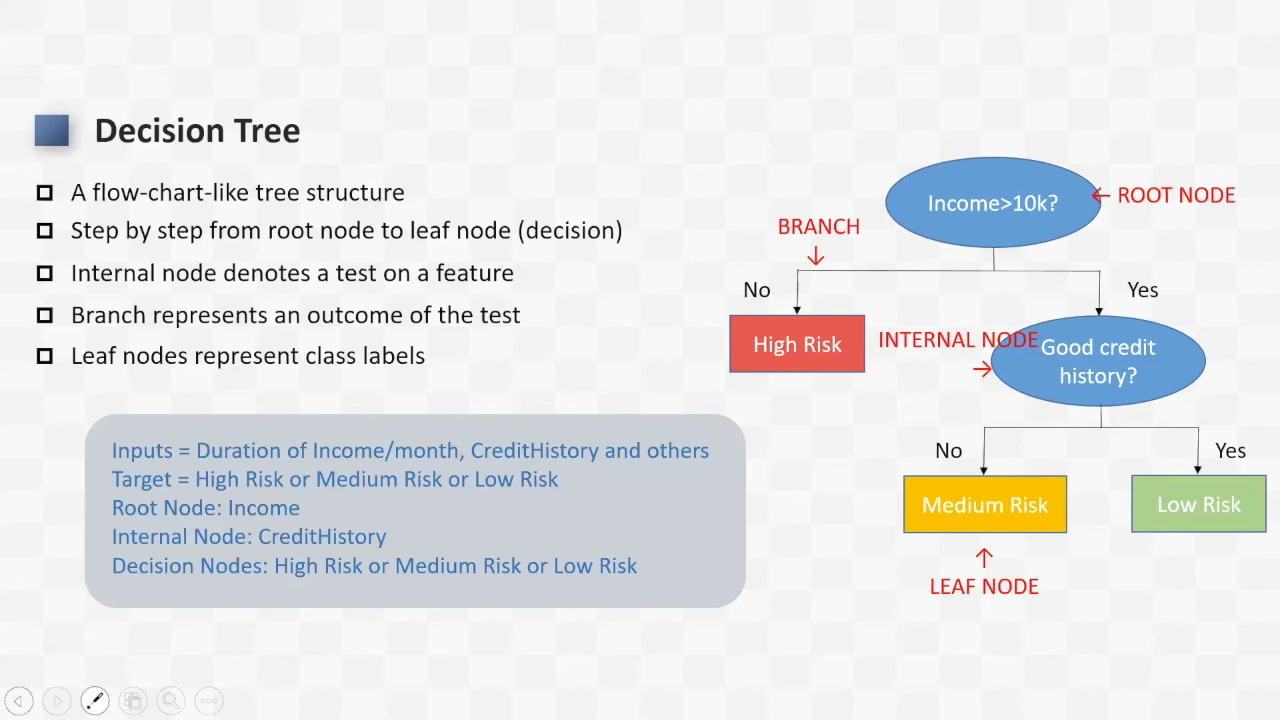 Decision Tree
A flow-chart-like tree structure
Step by step from root node to leaf node (decision)
Internal node denotes a test on a feature
Branch represents an outcome of the test
Leaf nodes represent class labels
Inputs = Duration of Income/month, CreditHistory and others
Target = High Risk or Medium Risk or Low Risk
Root Node: Income
Internal Node: CreditHistory
Decision Nodes: High Risk or Medium Risk or Low Risk
Income>10k?
ROOT NODE
BRANCH
No
Yes
High Risk
INTERNAL NODE
Good credit
history?
No
Yes
Medium Risk
Low Risk
LEAF NODE